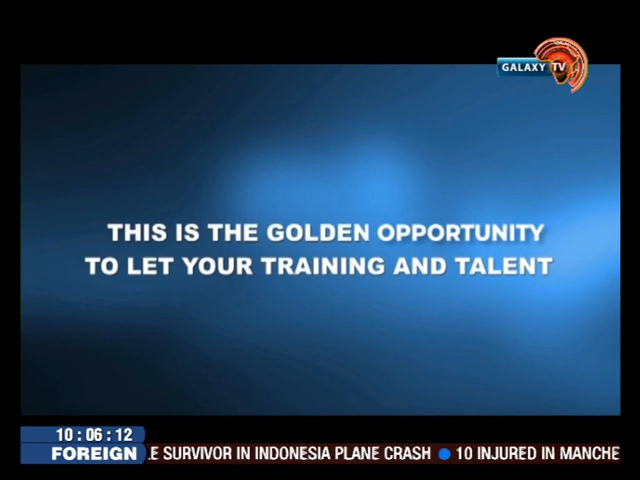 GALAXY TV
THIS IS THE GOLDEN OPPORTUNITY
TO LET YOUR TRAINING AND TALENT
10 : 06 : 12
FOREIGN
LE SURVIVOR IN INDONESIA PLANE CRASH 10 INJURED IN MANCHE